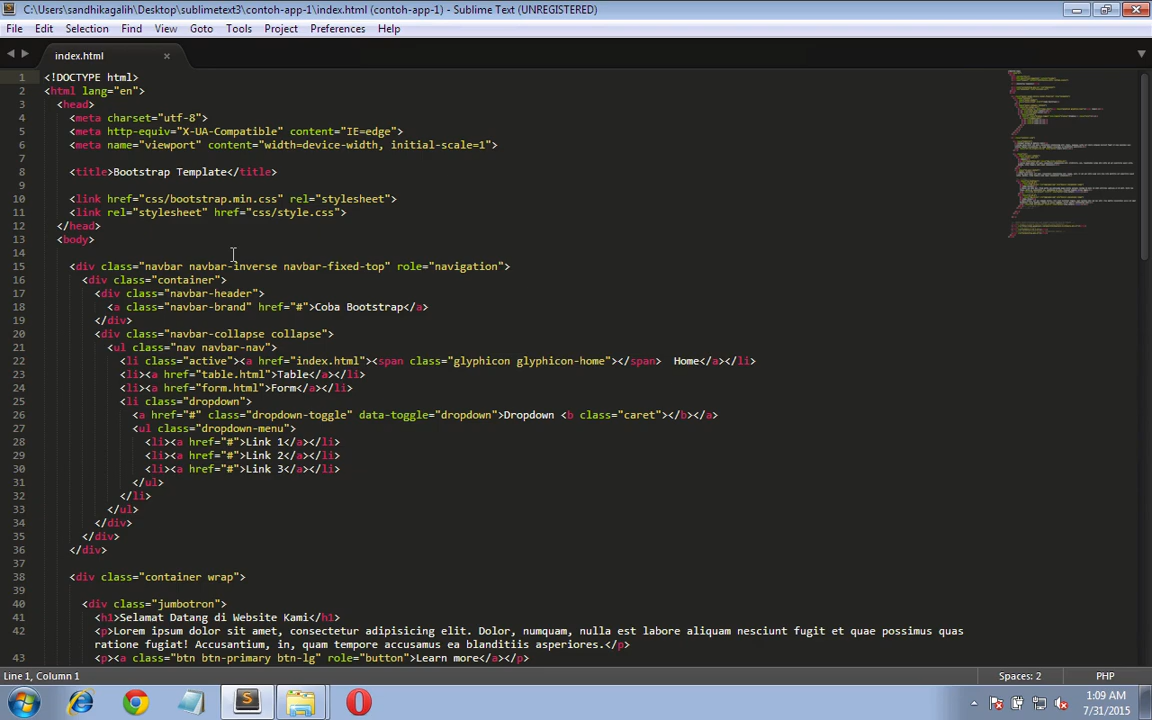 C:\Users\sandhikagalih\Desktop\sublimetext3\contoh-app-1\index.html (contoh-app-1) - Sublime Text (UNREGISTERED)
File Edit Selection Find View Goto Tools Project Preferences Help
index.html
1 <!DOCTYPE html>
2 <html lang="en">
3 <head>
4 <meta charset="utf-8">
5 <meta http-equiv="X-UA-Compatible" content="IE=edge">
6 <meta name="viewport" content="width=device-width, initial-scale=1">
7
8 <title>Bootstrap Template</title>
9
10 <link href="css/bootstrap.min.css" rel="stylesheet">
11 <link rel="stylesheet" href="css/style.css">
12 </head>
13 <body>
14
15 <div class="navbar navbar-inverse navbar-fixed-top" role="navigation">
16 <div class="container">
17 <div class="navbar-header">
18 <a class="navbar-brand" href="#">Coba Bootstrap</a>
19 </div>
20 <div class="navbar-collapse collapse">
21 <ul class="nav navbar-nav">
22 <li class="active"><a href="index.html"><span class="glyphicon glyphicon-home"></span>  Home</a></li>
23 <li><a href="table.html">Table</a></li>
24 <li><a href="form.html">Form</a></li>
25 <li class="dropdown">
26 <a href="#" class="dropdown-toggle" data-toggle="dropdown">Dropdown <b class="caret"></b></a>
27 <ul class="dropdown-menu">
28 <li><a href="#">Link 1</a></li>
29 <li><a href="#">Link 2</a></li>
30 <li><a href="#">Link 3</a></li>
31 </ul>
32 </li>
33 </ul>
34 </div>
35 </div>
36 </div>
37
38 <div class="container wrap">
39
40 <div class="jumbotron">
41 <h1>Selamat Datang di Website Kami</h1>
42 <p>Lorem ipsum dolor sit amet, consectetur adipisicing elit. Dolor, numquam, nulla est labore aliquam nesciunt fugit et quae possimus quas
ratione fugiat! Accusantium, in, quam tempore accusamus ea blanditiis asperiores.</p>
43 <p><a class="btn btn-primary btn-lg" role="button">Learn more</a></p>
Line 1, Column 1 Spaces: 2 PHP
1:09 AM
7/31/2015